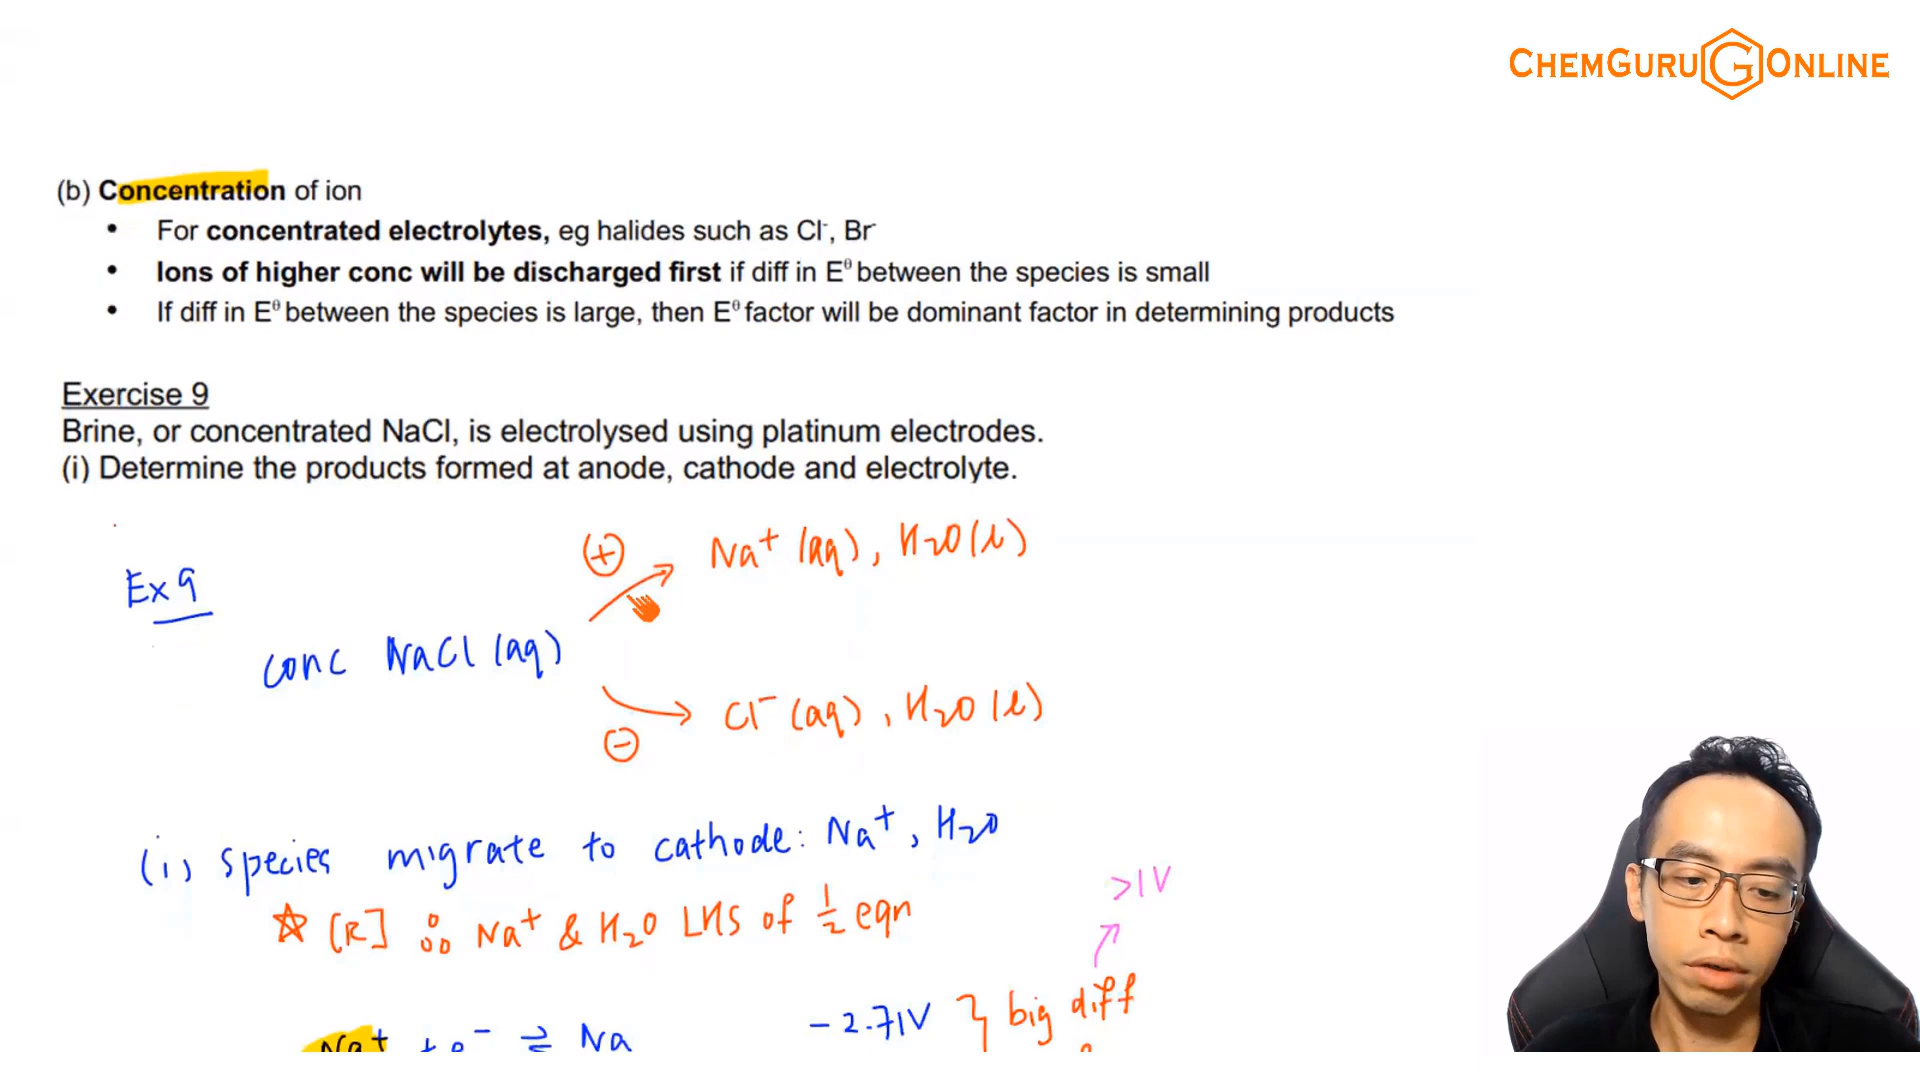 CHEMGURU G ONLINE
(b) Concentration of ion
• For concentrated electrolytes, eg halides such as Cl⁻, Br⁻
• Ions of higher conc will be discharged first if diff in Eᶿ between the species is small
• If diff in Eᶿ between the species is large, then Eᶿ factor will be dominant factor in determining products
Exercise 9
Brine, or concentrated NaCl, is electrolysed using platinum electrodes.
(i) Determine the products formed at anode, cathode and electrolyte.
(+) Na⁺ (aq), H₂O (l)
Ex 9
conc NaCl (aq)
(-) Cl⁻ (aq), H₂O (l)
(i) species migrate to cathode: Na⁺, H₂O
>1V
☆ [R] ∴ Na⁺ & H₂O LHS of ½ eqn
Na⁺ + e⁻ ⇌ Na -2.71V } big diff